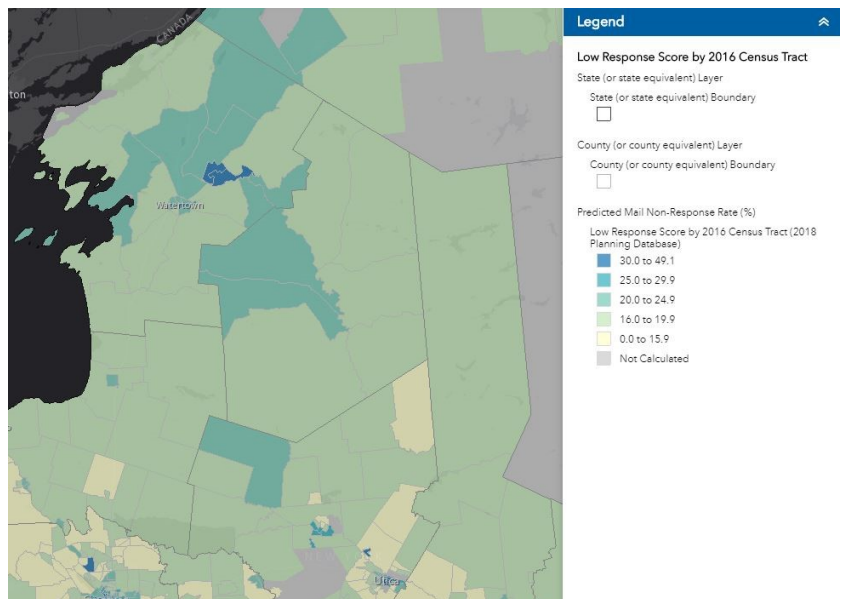 CANADA
ton
Watertown
Utica
Legend
Low Response Score by 2016 Census Tract
State (or state equivalent) Layer
State (or state equivalent) Boundary
County (or county equivalent) Layer
County (or county equivalent) Boundary
Predicted Mail Non-Response Rate (%)
Low Response Score by 2016 Census Tract (2018
Planning Database)
30.0 to 49.1
25.0 to 29.9
20.0 to 24.9
16.0 to 19.9
0.0 to 15.9
Not Calculated